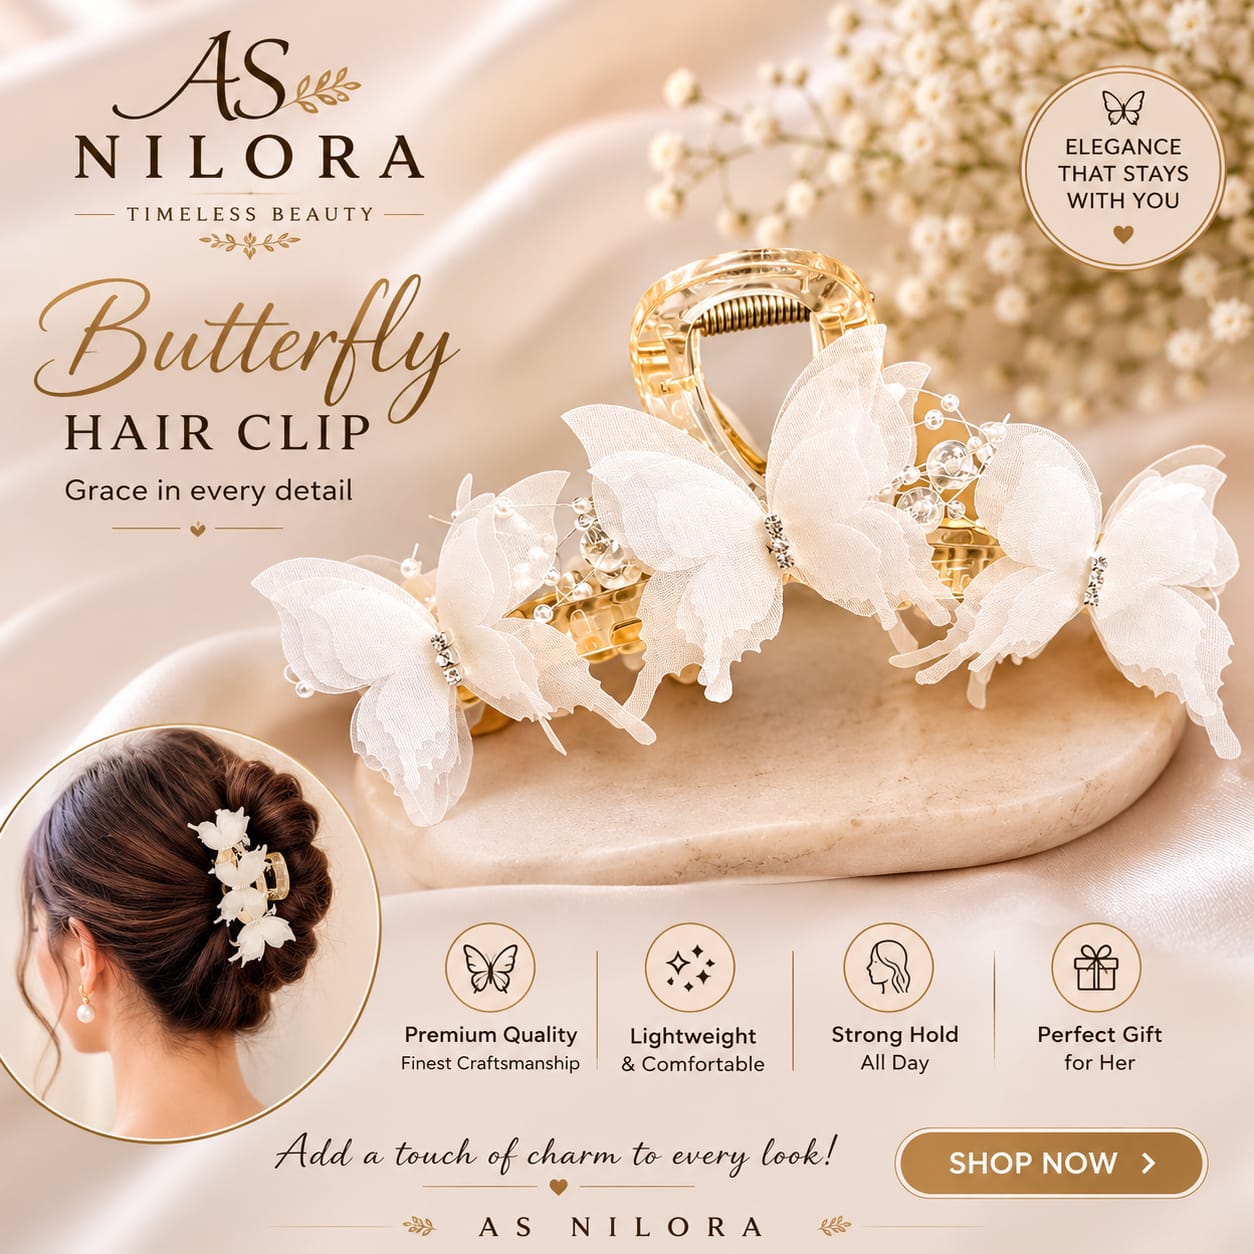 AS
NILORA
TIMELESS BEAUTY
ELEGANCE
THAT STAYS
WITH YOU
Butterfly
HAIR CLIP
Grace in every detail
Premium Quality
Finest Craftsmanship
Lightweight
& Comfortable
Strong Hold
All Day
Perfect Gift
for Her
Add a touch of charm to every look!
SHOP NOW
AS NILORA